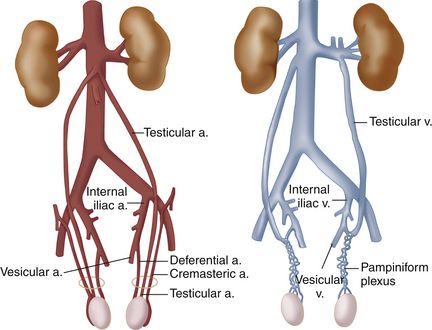 Testicular a.
Internal
iliac a.
Vesicular a.
Deferential a.
Cremasteric a.
Testicular a.
Testicular v.
Internal
iliac v.
Vesicular
v.
Pampiniform
plexus